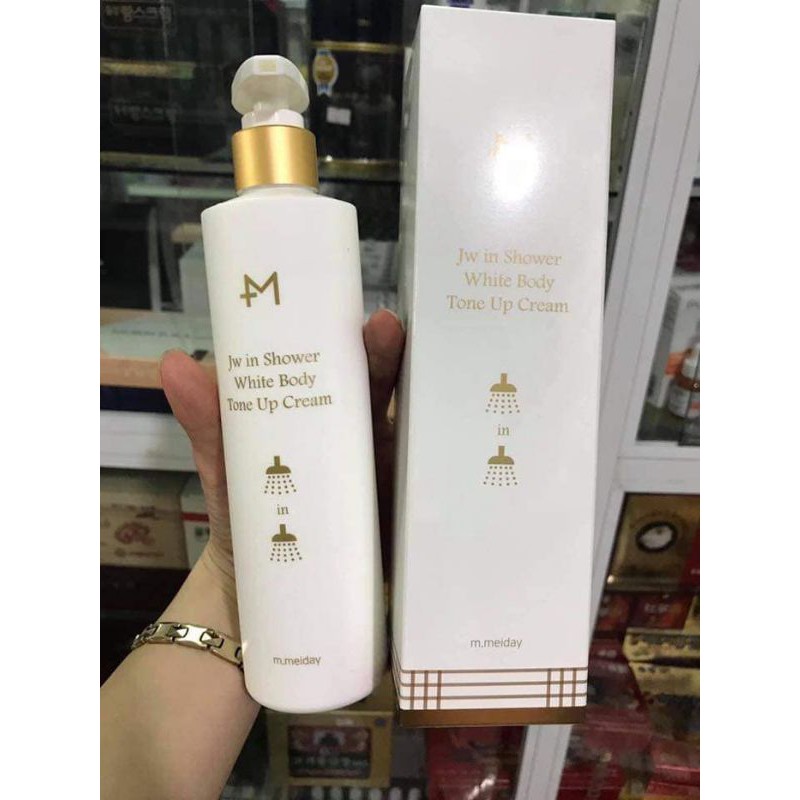 M
Jw in Shower
White Body
Tone Up Cream
in
m.meiday
Jw in Shower
White Body
Tone Up Cream
in
m.meiday